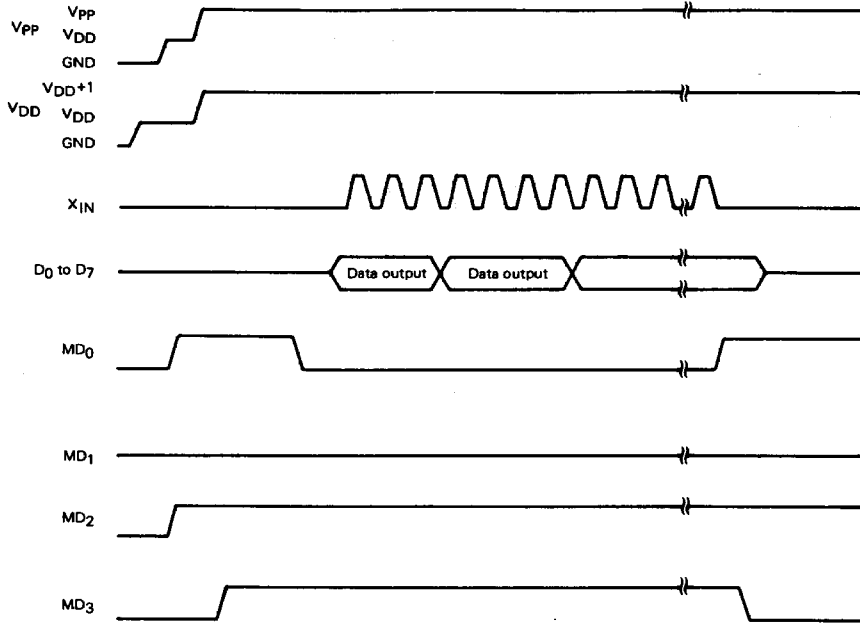 VPP
VPP VDD
GND
VDD+1
VDD VDD
GND
XIN
D0 to D7 Data output Data output
MD0
MD1
MD2
MD3